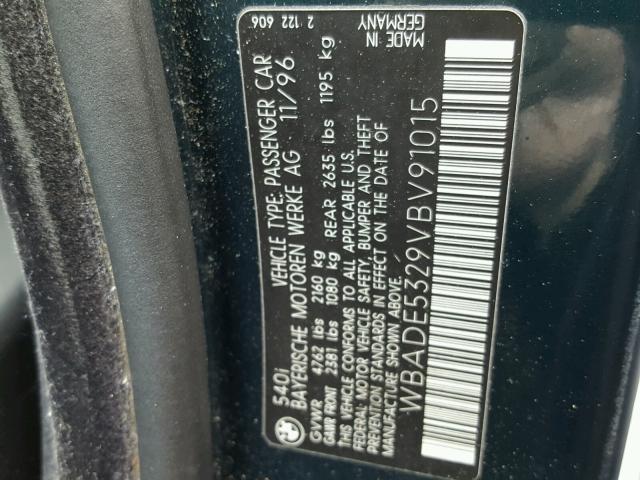 2 122 606
540i VEHICLE TYPE: PASSENGER CAR
BAYERISCHE MOTOREN WERKE AG 11/96
GVWR 4762 lbs 2160 kg
GAWR FRONT 2381 lbs 1080 kg REAR 2635 lbs 1195 kg
THIS VEHICLE CONFORMS TO ALL APPLICABLE U.S.
FEDERAL MOTOR VEHICLE SAFETY, BUMPER AND THEFT
PREVENTION STANDARDS IN EFFECT ON THE DATE OF
MANUFACTURE SHOWN ABOVE.
WBADE5329VBV91015
MADE IN
GERMANY